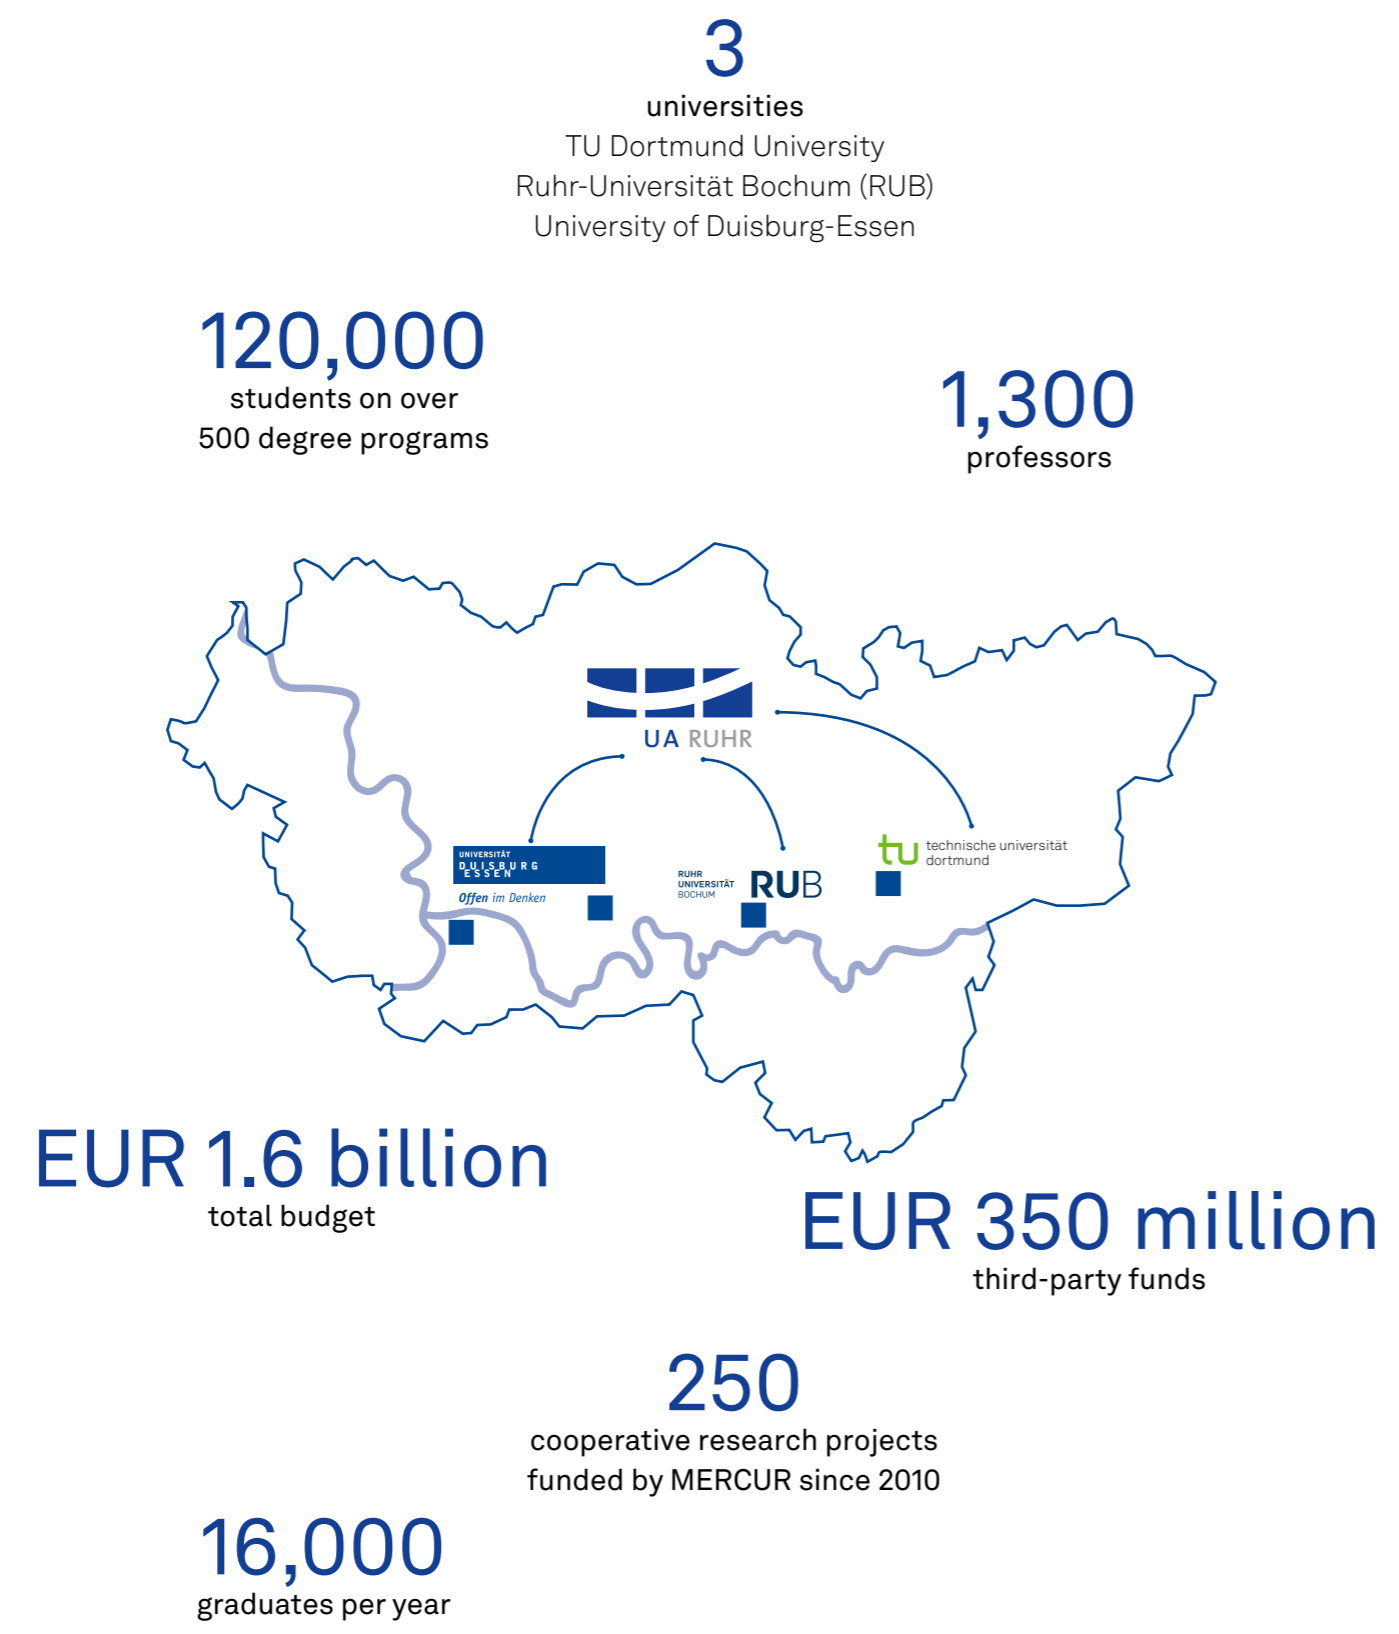 3
universities
TU Dortmund University
Ruhr-Universität Bochum (RUB)
University of Duisburg-Essen
120,000
students on over
500 degree programs
1,300
professors
UA RUHR
UNIVERSITÄT
DUISBURG
ESSEN
Offen im Denken
RUHR
UNIVERSITÄT
BOCHUM
RUB
tu technische universität
dortmund
EUR 1.6 billion
total budget
EUR 350 million
third-party funds
250
cooperative research projects
funded by MERCUR since 2010
16,000
graduates per year